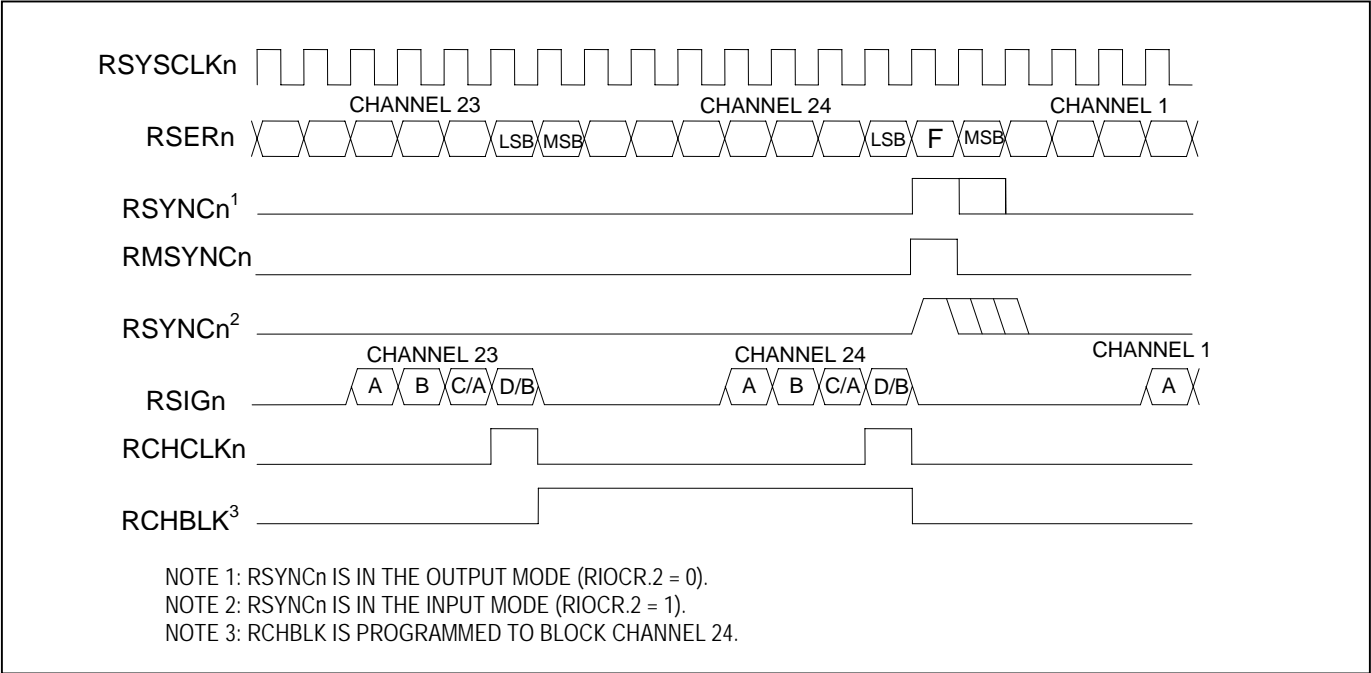 RSYSCLKn
CHANNEL 23 CHANNEL 24 CHANNEL 1
RSERn LSB MSB LSB F MSB
RSYNCn1
RMSYNCn
RSYNCn2
CHANNEL 23 CHANNEL 24 CHANNEL 1
RSIGn A B C/A D/B A B C/A D/B A
RCHCLKn
RCHBLK3
NOTE 1: RSYNCn IS IN THE OUTPUT MODE (RIOCR.2 = 0).
NOTE 2: RSYNCn IS IN THE INPUT MODE (RIOCR.2 = 1).
NOTE 3: RCHBLK IS PROGRAMMED TO BLOCK CHANNEL 24.